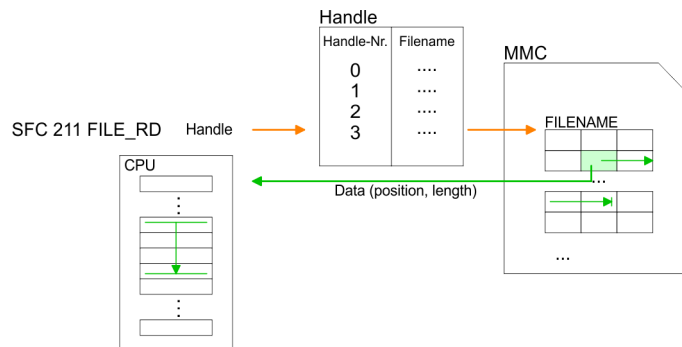 Handle
Handle-Nr. Filename
0 ....
1 ....
2 ....
3 ....
MMC
SFC 211 FILE_RD Handle
FILENAME
CPU
Data (position, length)
...
...